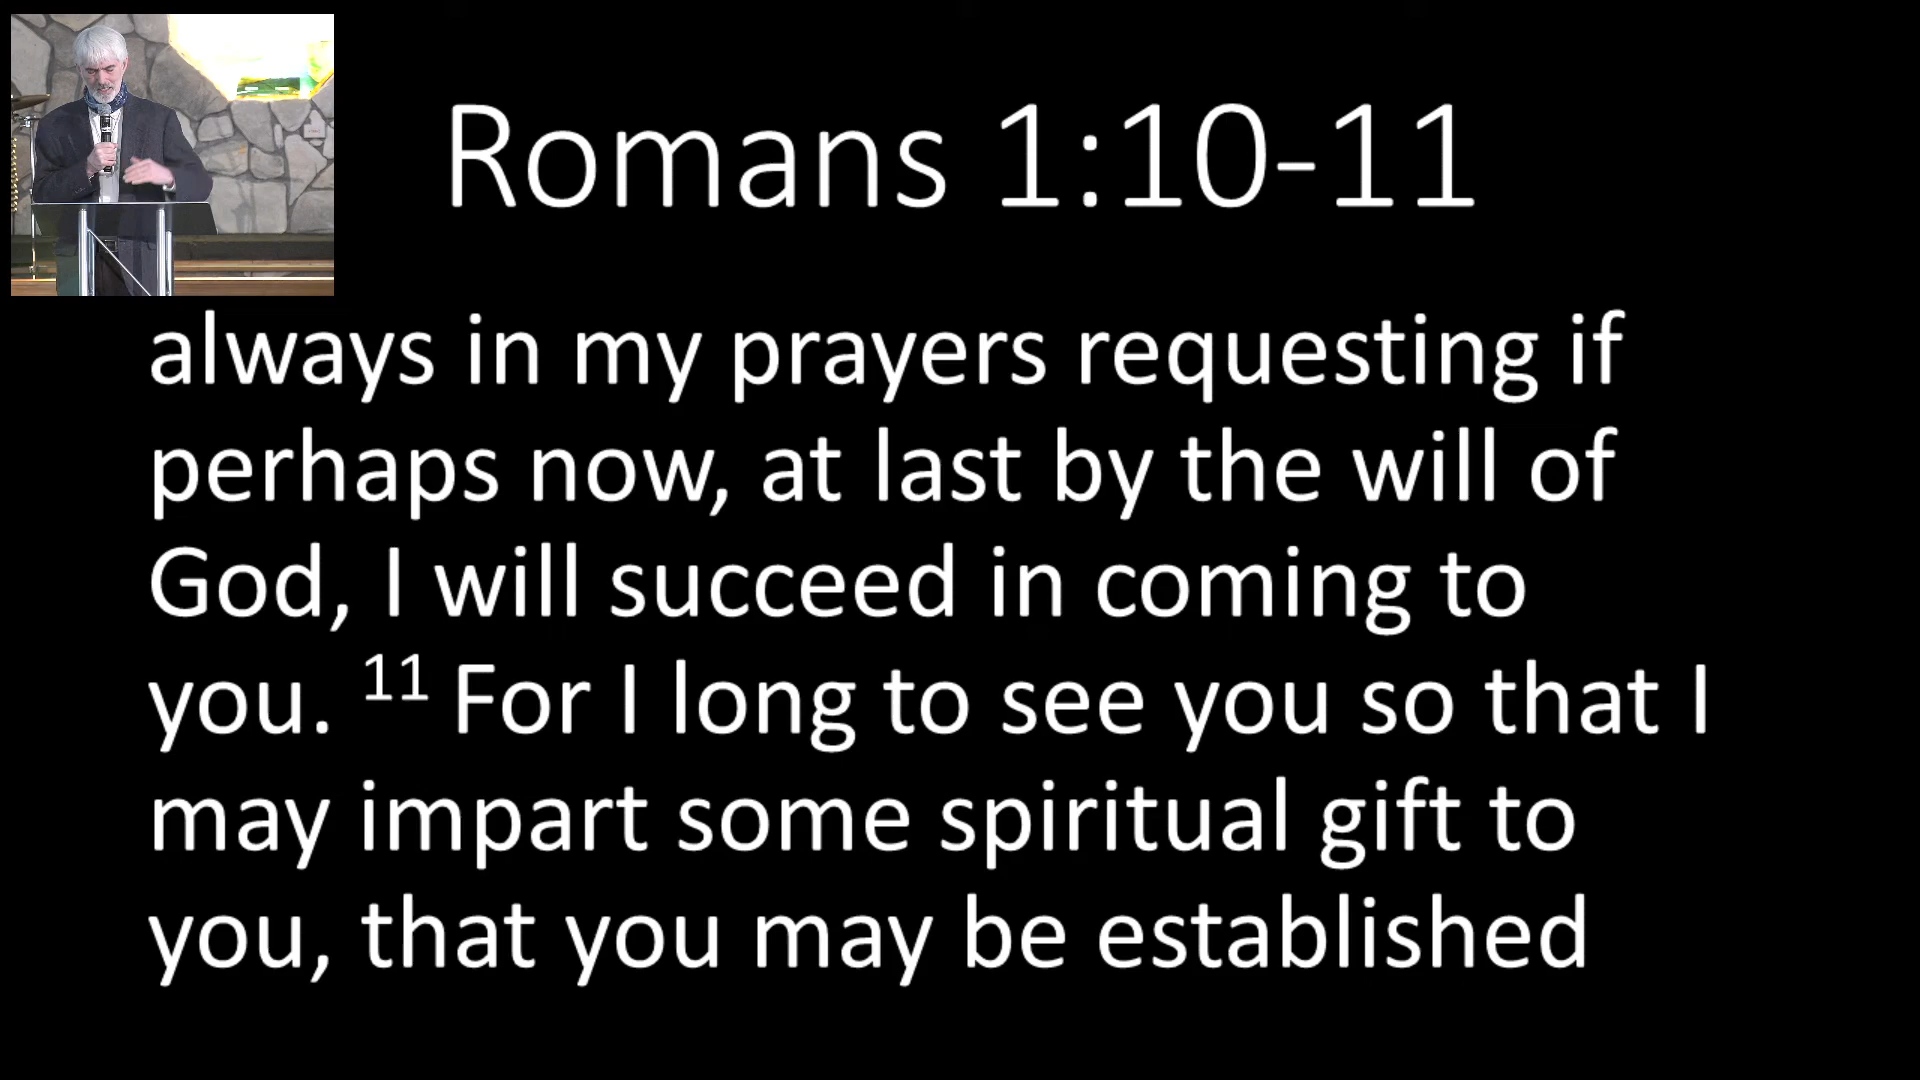 Romans 1:10-11
always in my prayers requesting if
perhaps now, at last by the will of
God, I will succeed in coming to
you. 11 For I long to see you so that I
may impart some spiritual gift to
you, that you may be established